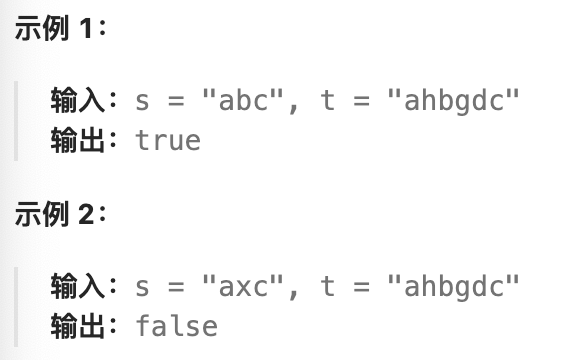 示例 1：
输入：s = "abc", t = "ahbgdc"
输出：true
示例 2：
输入：s = "axc", t = "ahbgdc"
输出：false